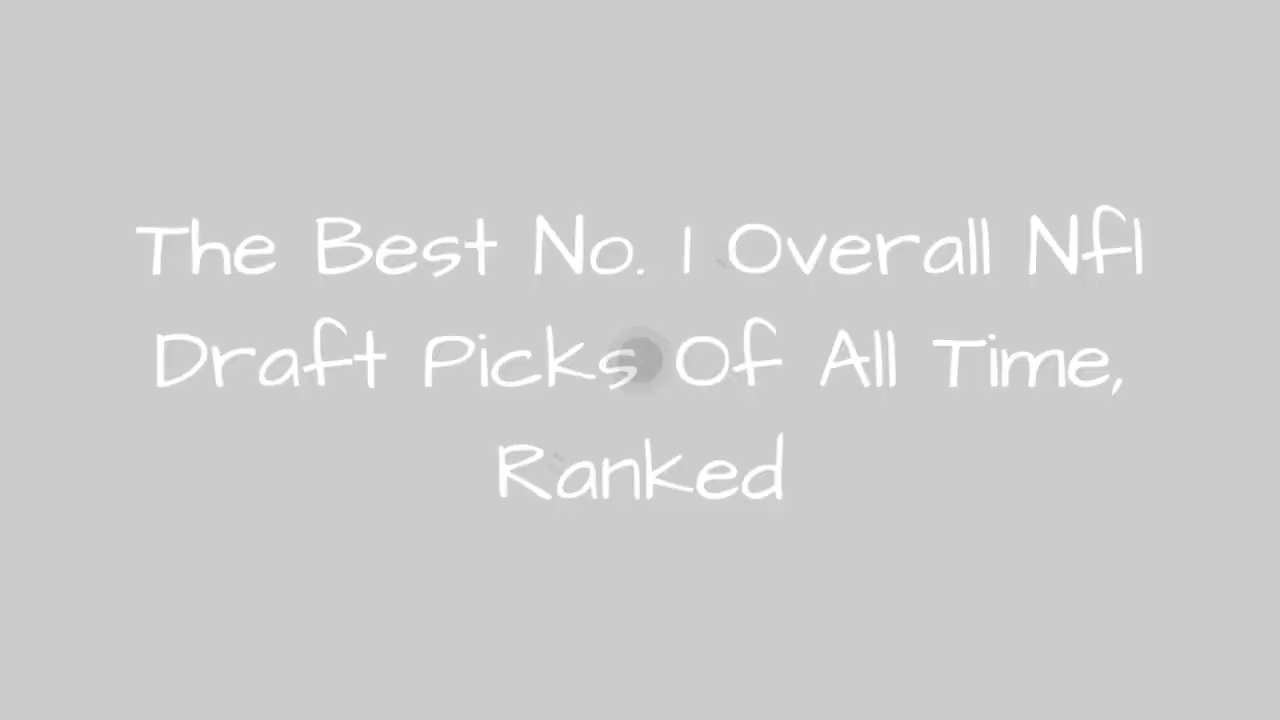 The Best No. 1 Overall Nfl
Draft Picks Of All Time,
Ranked